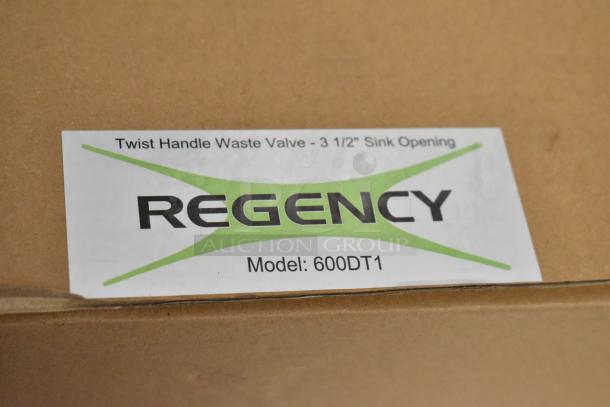 Twist Handle Waste Valve - 3 1/2" Sink Opening
REGENCY
AUCTION GROUP
Model: 600DT1